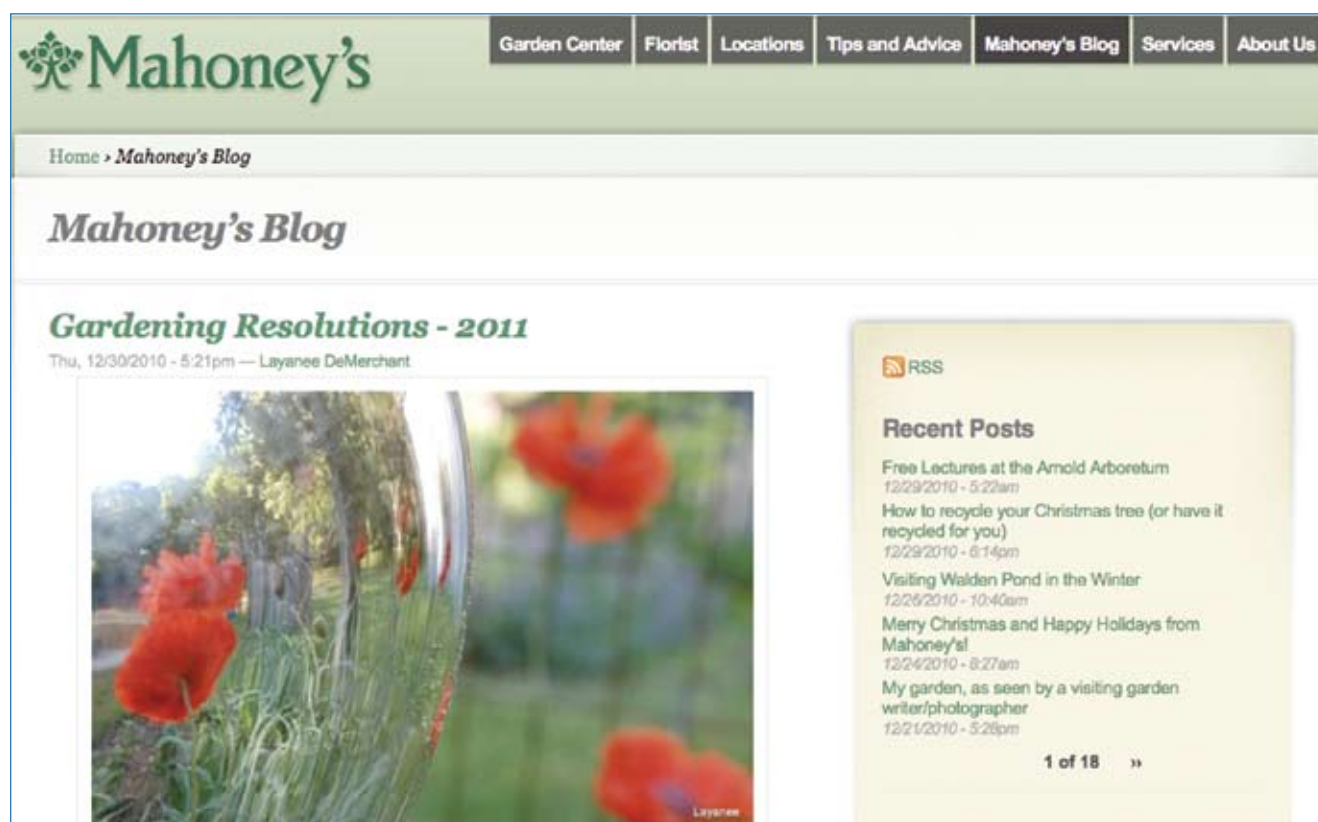 Mahoney's
Garden Center
Florist
Locations
Tips and Advice
Mahoney's Blog
Services
About Us
Home › Mahoney's Blog
Mahoney's Blog
Gardening Resolutions - 2011
Thu, 12/30/2010 - 5:21pm — Layanee DeMerchant
Layanee
RSS
Recent Posts
Free Lectures at the Arnold Arboretum
12/29/2010 - 5:22am
How to recycle your Christmas tree (or have it
recycled for you)
12/29/2010 - 6:14pm
Visiting Walden Pond in the Winter
12/26/2010 - 10:40am
Merry Christmas and Happy Holidays from
Mahoney's!
12/24/2010 - 8:27am
My garden, as seen by a visiting garden
writer/photographer
12/21/2010 - 5:28pm
1 of 18 ››